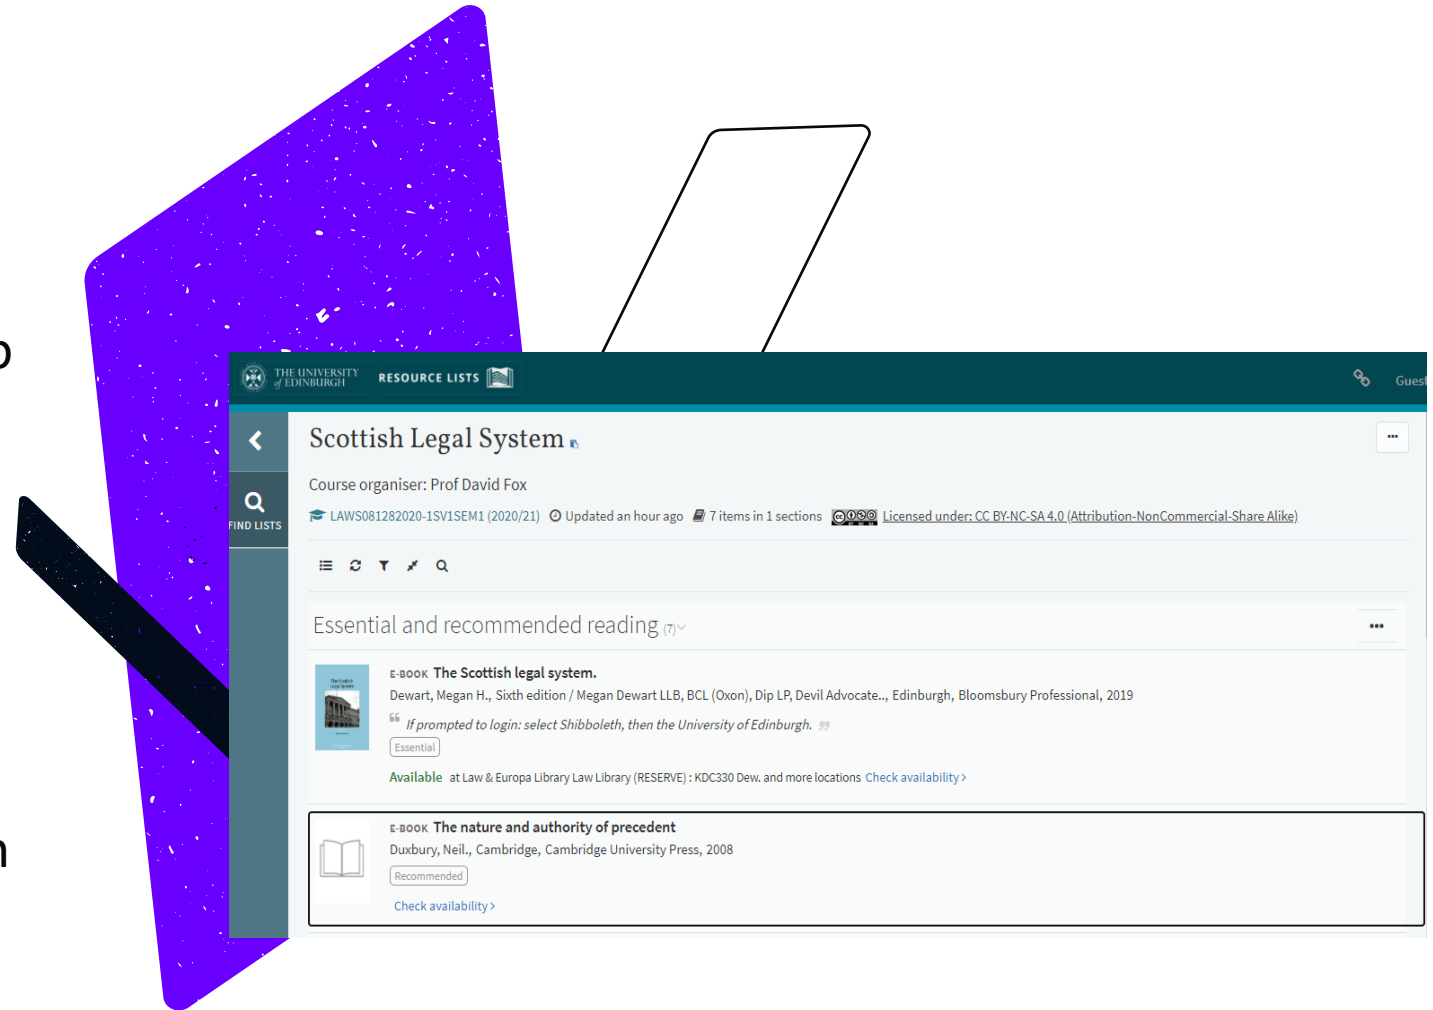 THE UNIVERSITY
of EDINBURGH
RESOURCE LISTS
Guest
Scottish Legal System
Course organiser: Prof David Fox
LAWS081282020-1SV1SEM1 (2020/21) Updated an hour ago 7 items in 1 sections Licensed under: CC BY-NC-SA 4.0 (Attribution-NonCommercial-Share Alike)
FIND LISTS
Essential and recommended reading (7)
E-BOOK The Scottish legal system.
Dewart, Megan H., Sixth edition / Megan Dewart LLB, BCL (Oxon), Dip LP, Devil Advocate.., Edinburgh, Bloomsbury Professional, 2019
“ If prompted to login: select Shibboleth, then the University of Edinburgh. ”
Essential
Available at Law & Europa Library Law Library (RESERVE) : KDC330 Dew. and more locations Check availability >
E-BOOK The nature and authority of precedent
Duxbury, Neil., Cambridge, Cambridge University Press, 2008
Recommended
Check availability >